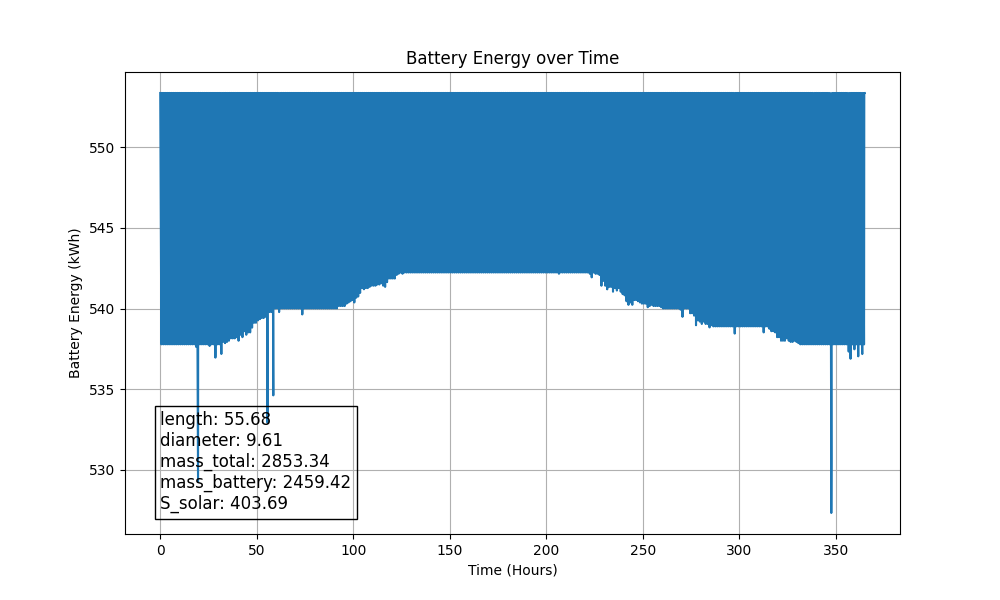 Battery Energy over Time
Battery Energy (kWh)
550
545
540
535
530
length: 55.68
diameter: 9.61
mass_total: 2853.34
mass_battery: 2459.42
S_solar: 403.69
0 50 100 150 200 250 300 350
Time (Hours)